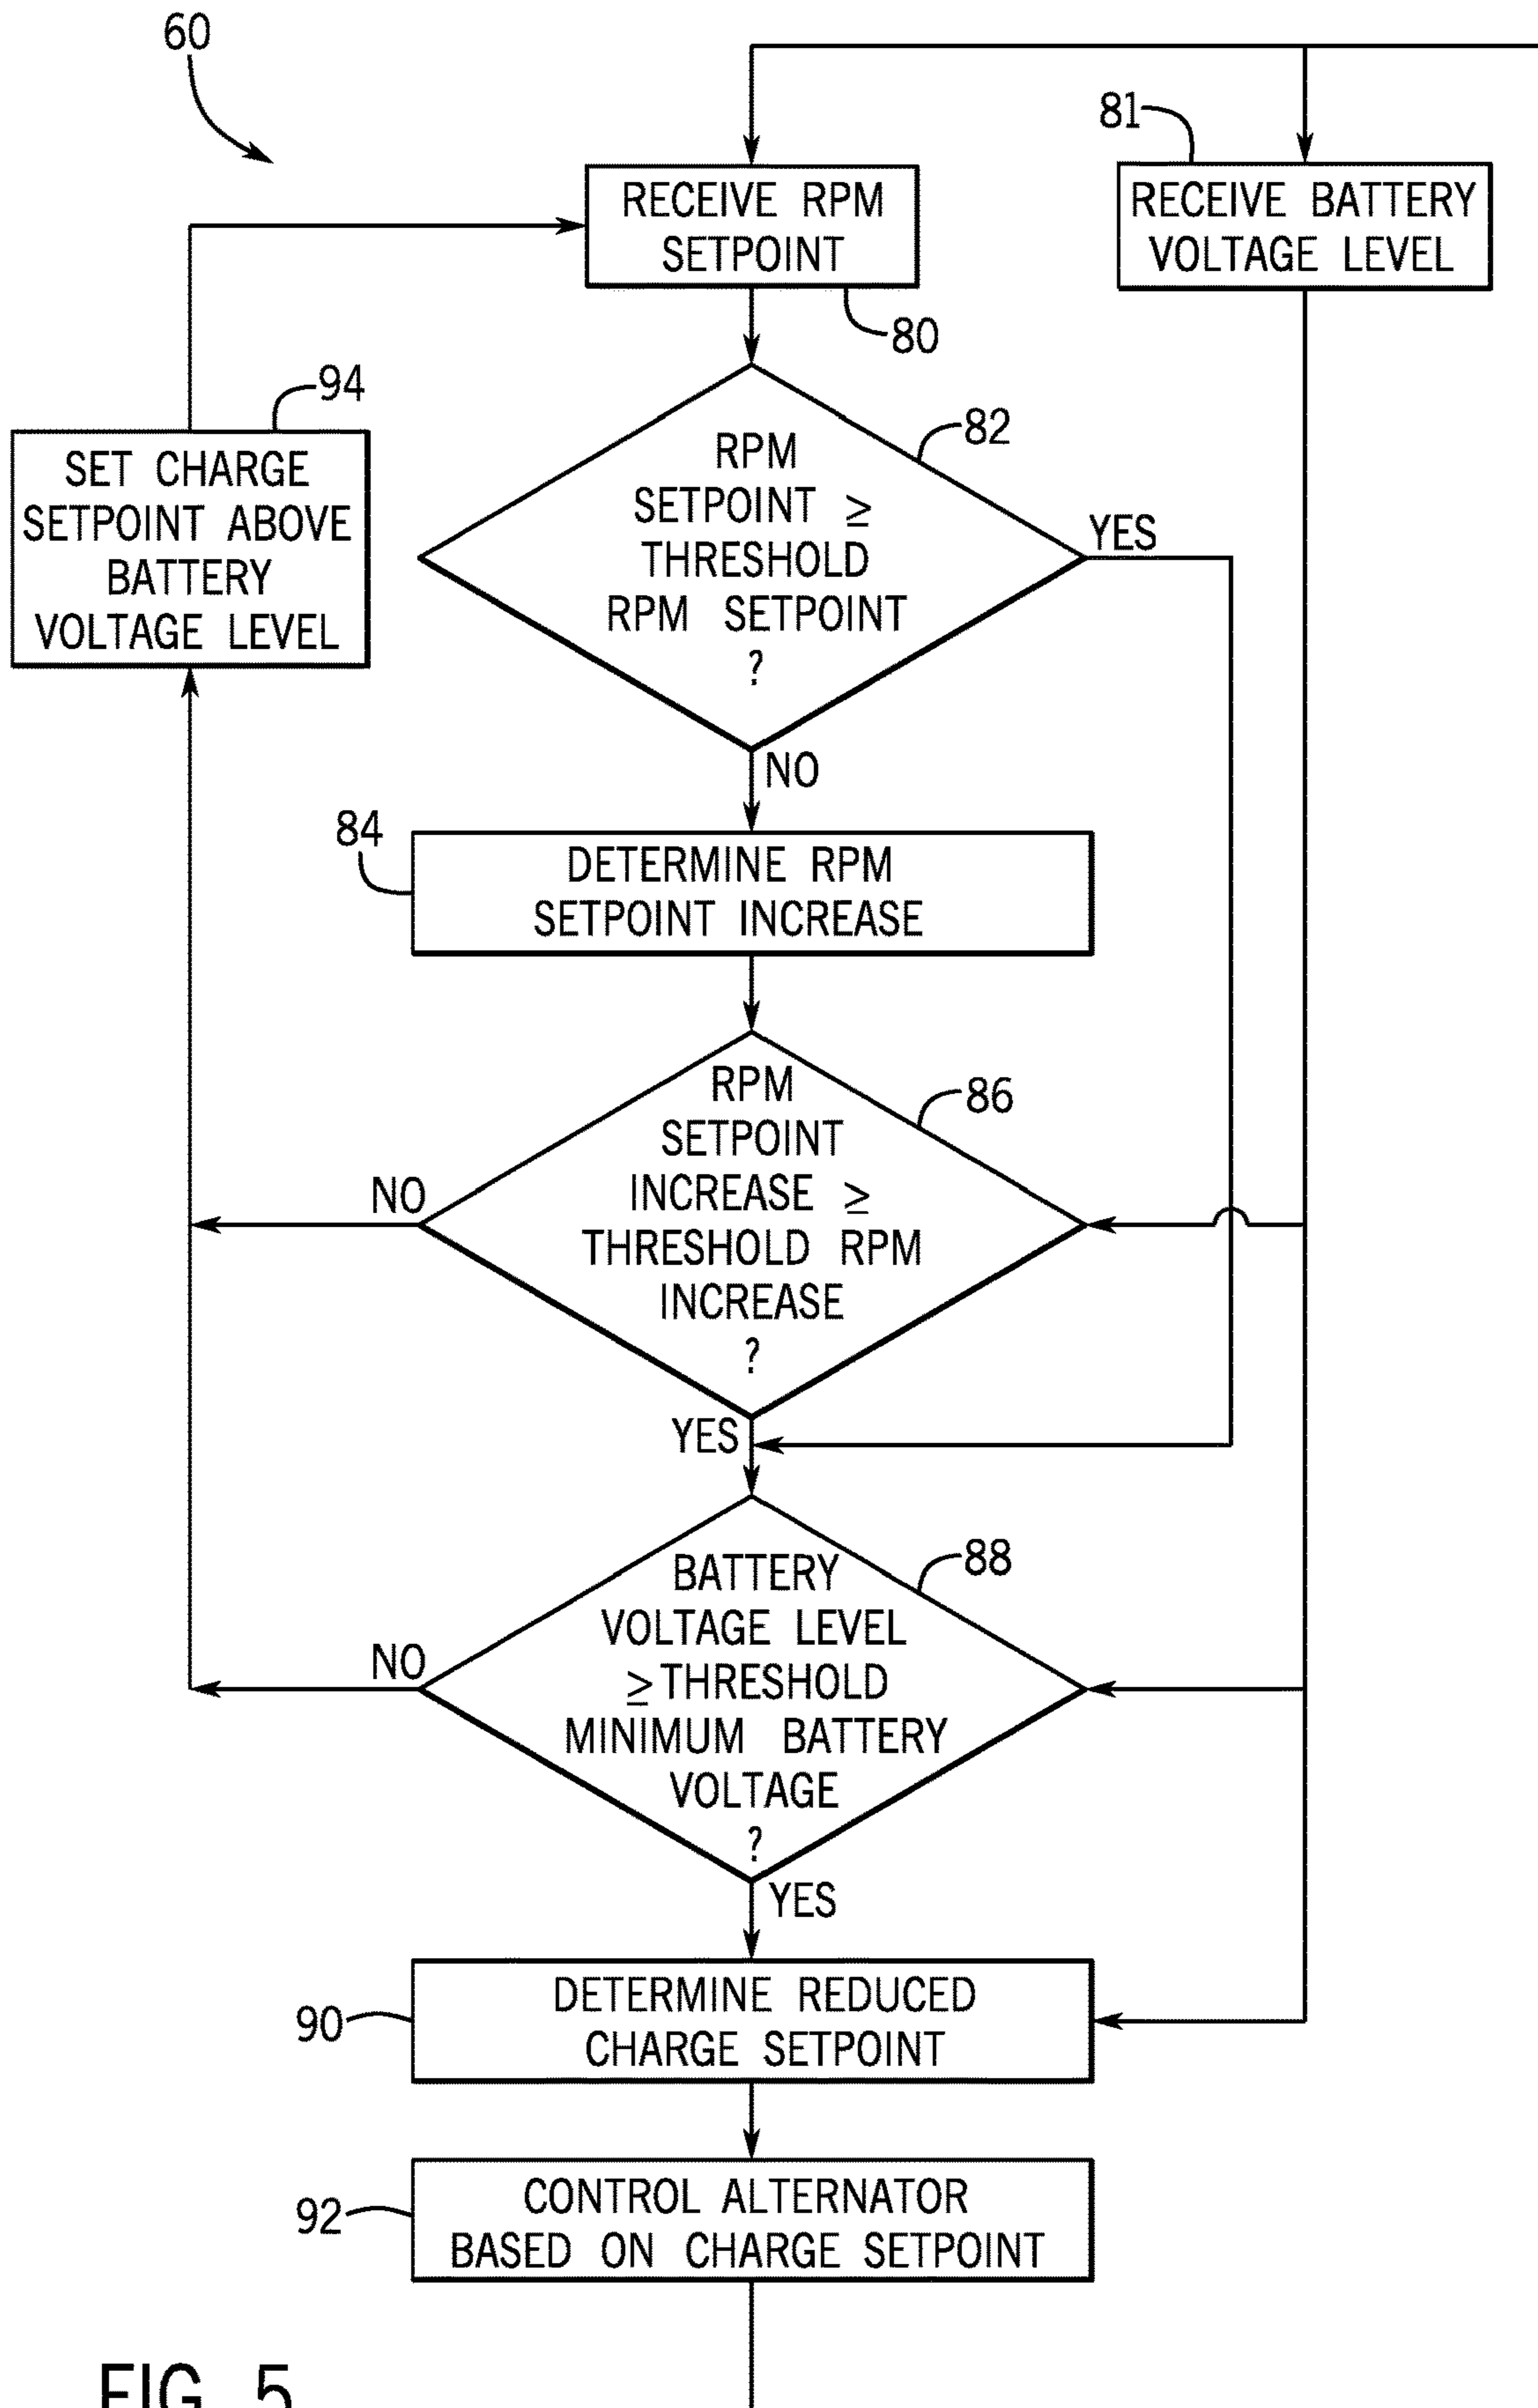 60
81
RECEIVE RPM
SETPOINT
RECEIVE BATTERY
VOLTAGE LEVEL
80
94
SET CHARGE
SETPOINT ABOVE
BATTERY
VOLTAGE LEVEL
82
RPM
SETPOINT ≥
THRESHOLD
RPM SETPOINT
?
YES
NO
84
DETERMINE RPM
SETPOINT INCREASE
86
RPM
SETPOINT
INCREASE ≥
THRESHOLD RPM
INCREASE
?
NO
YES
88
BATTERY
VOLTAGE LEVEL
≥ THRESHOLD
MINIMUM BATTERY
VOLTAGE
?
NO
YES
90
DETERMINE REDUCED
CHARGE SETPOINT
92
CONTROL ALTERNATOR
BASED ON CHARGE SETPOINT
FIG. 5